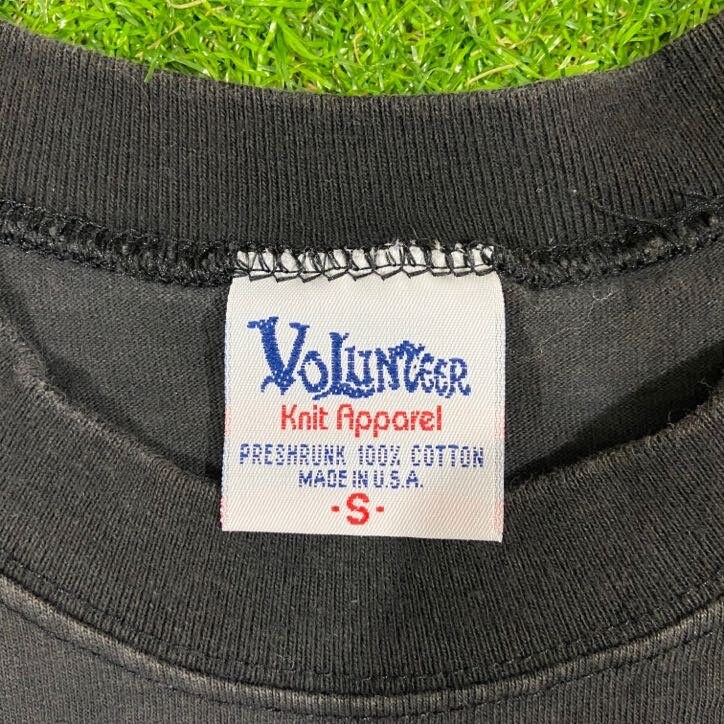 VOLUNTEER
Knit Apparel
PRESHRUNK 100% COTTON
MADE IN U.S.A.
-S-